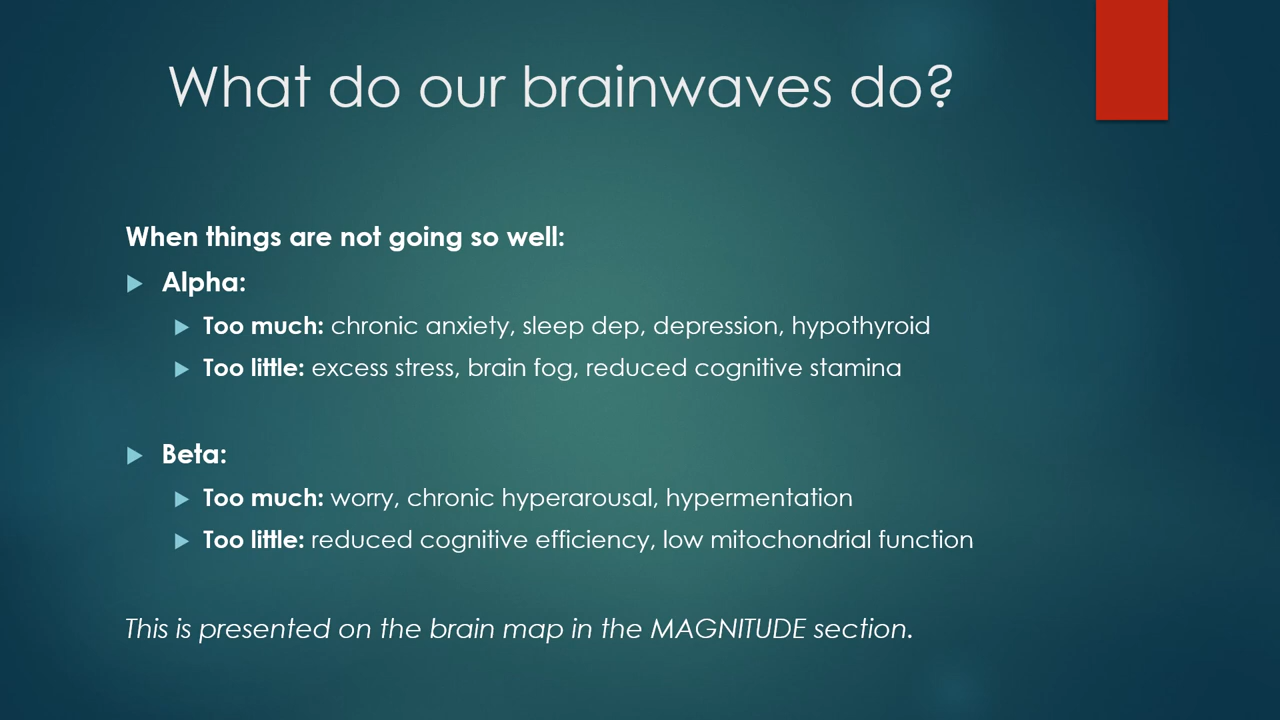 What do our brainwaves do?
When things are not going so well:
Alpha:
Too much: chronic anxiety, sleep dep, depression, hypothyroid
Too little: excess stress, brain fog, reduced cognitive stamina
Beta:
Too much: worry, chronic hyperarousal, hypermentation
Too little: reduced cognitive efficiency, low mitochondrial function
This is presented on the brain map in the MAGNITUDE section.